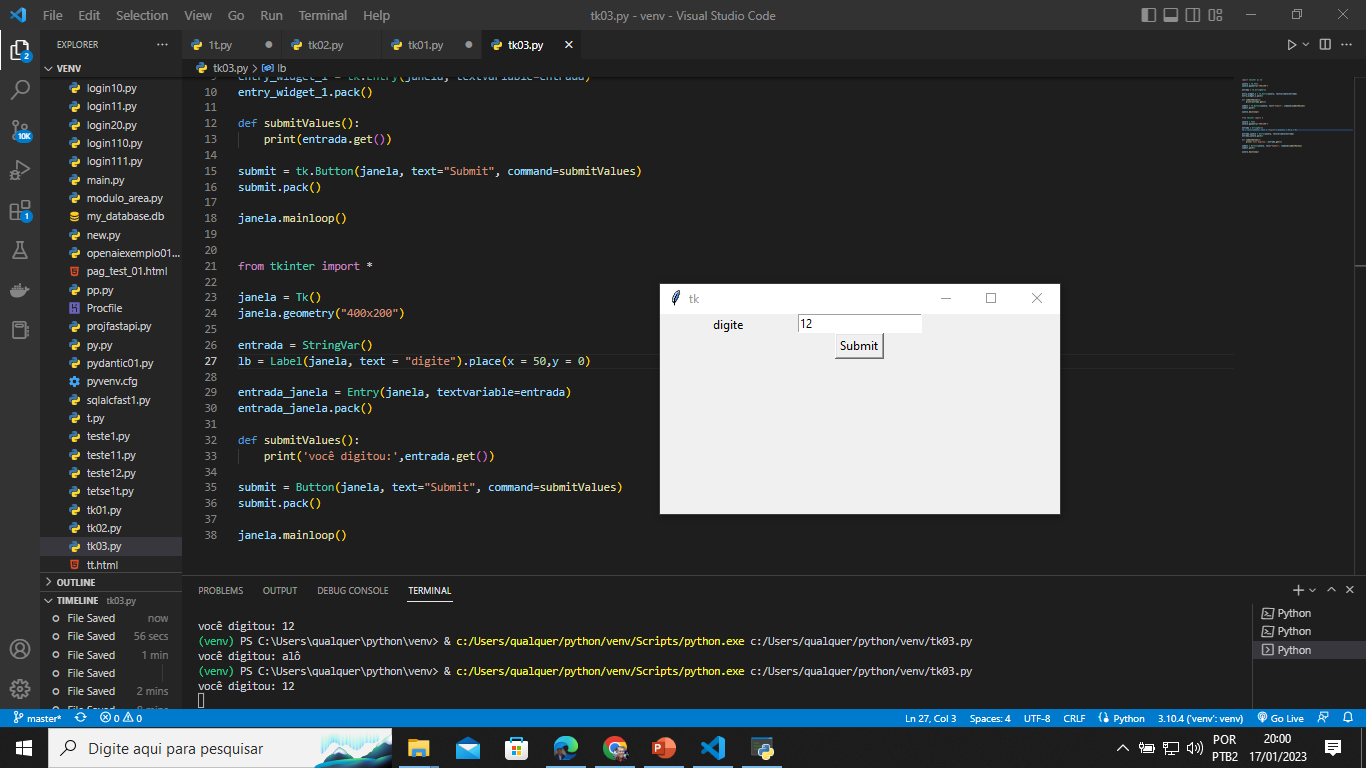 File Edit Selection View Go Run Terminal Help
tk03.py - venv - Visual Studio Code
EXPLORER
VENV
login10.py
login11.py
login20.py
login110.py
login111.py
main.py
modulo_area.py
my_database.db
new.py
openaiexemplo01...
pag_test_01.html
pp.py
Procfile
projfastapi.py
py.py
pydantic01.py
pyvenv.cfg
sqlalcfast1.py
t.py
teste1.py
teste11.py
teste12.py
tetse1t.py
tk01.py
tk02.py
tk03.py
tt.html
OUTLINE
TIMELINE tk03.py
File Saved now
File Saved 56 secs
File Saved 1 min
File Saved
File Saved 2 mins
2
10K
1
1t.py tk02.py tk01.py tk03.py
tk03.py > lb
9 entry_widget_1 = tk.Entry(janela, textvariable=entrada)
10 entry_widget_1.pack()
11
12 def submitValues():
13 print(entrada.get())
14
15 submit = tk.Button(janela, text="Submit", command=submitValues)
16 submit.pack()
17
18 janela.mainloop()
19
20
21 from tkinter import *
22
23 janela = Tk()
24 janela.geometry("400x200")
25
26 entrada = StringVar()
27 lb = Label(janela, text = "digite").place(x = 50,y = 0)
28
29 entrada_janela = Entry(janela, textvariable=entrada)
30 entrada_janela.pack()
31
32 def submitValues():
33 print('você digitou:',entrada.get())
34
35 submit = Button(janela, text="Submit", command=submitValues)
36 submit.pack()
37
38 janela.mainloop()
tk
digite 12
Submit
PROBLEMS OUTPUT DEBUG CONSOLE TERMINAL
você digitou: 12
(venv) PS C:\Users\qualquer\python\venv> & c:/Users/qualquer/python/venv/Scripts/python.exe c:/Users/qualquer/python/venv/tk03.py
você digitou: alô
(venv) PS C:\Users\qualquer\python\venv> & c:/Users/qualquer/python/venv/Scripts/python.exe c:/Users/qualquer/python/venv/tk03.py
você digitou: 12
Python
Python
Python
master* 0 0 Ln 27, Col 3 Spaces: 4 UTF-8 CRLF Python 3.10.4 ('venv': venv) Go Live
Digite aqui para pesquisar
POR
PTB2
20:00
17/01/2023